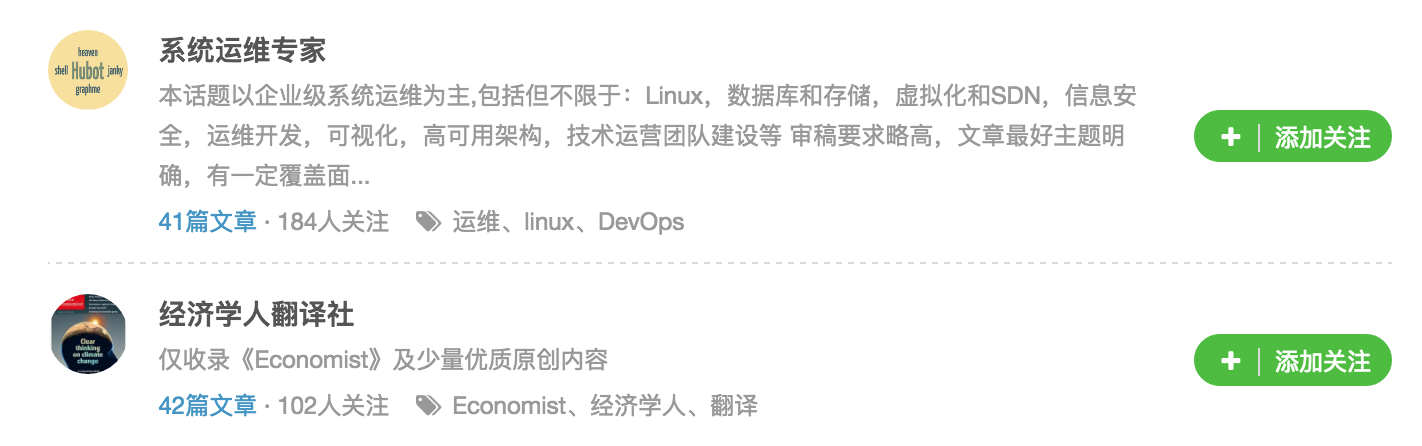 heaven
shell Hubot janky
graphme
系统运维专家
本话题以企业级系统运维为主,包括但不限于：Linux，数据库和存储，虚拟化和SDN，信息安
全，运维开发，可视化，高可用架构，技术运营团队建设等 审稿要求略高，文章最好主题明
确，有一定覆盖面...
添加关注
41篇文章 · 184人关注 运维、linux、DevOps
Clear
thinking
on climate
change
经济学人翻译社
仅收录《Economist》及少量优质原创内容
添加关注
42篇文章 · 102人关注 Economist、经济学人、翻译